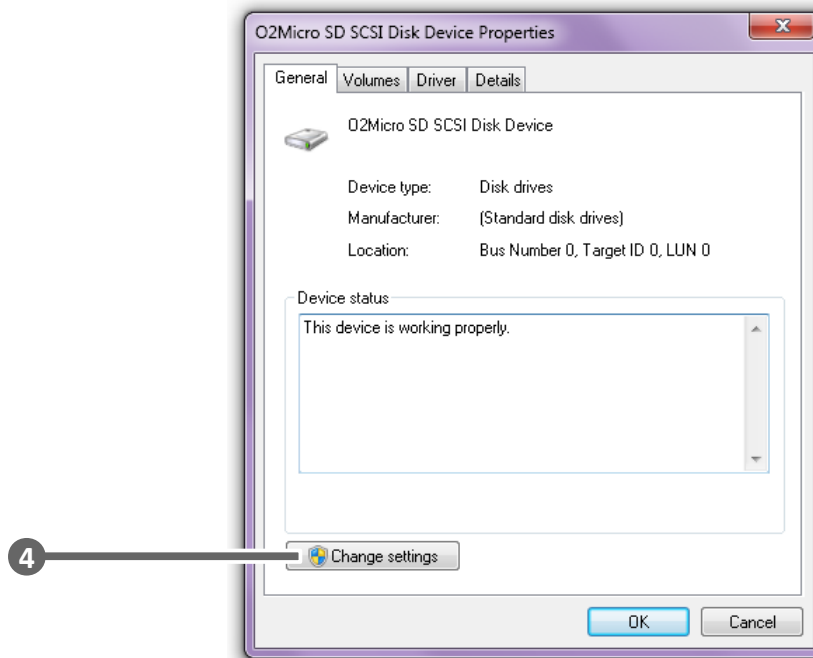 O2Micro SD SCSI Disk Device Properties
General Volumes Driver Details
O2Micro SD SCSI Disk Device
Device type: Disk drives
Manufacturer: (Standard disk drives)
Location: Bus Number 0, Target ID 0, LUN 0
Device status
This device is working properly.
4 Change settings
OK Cancel